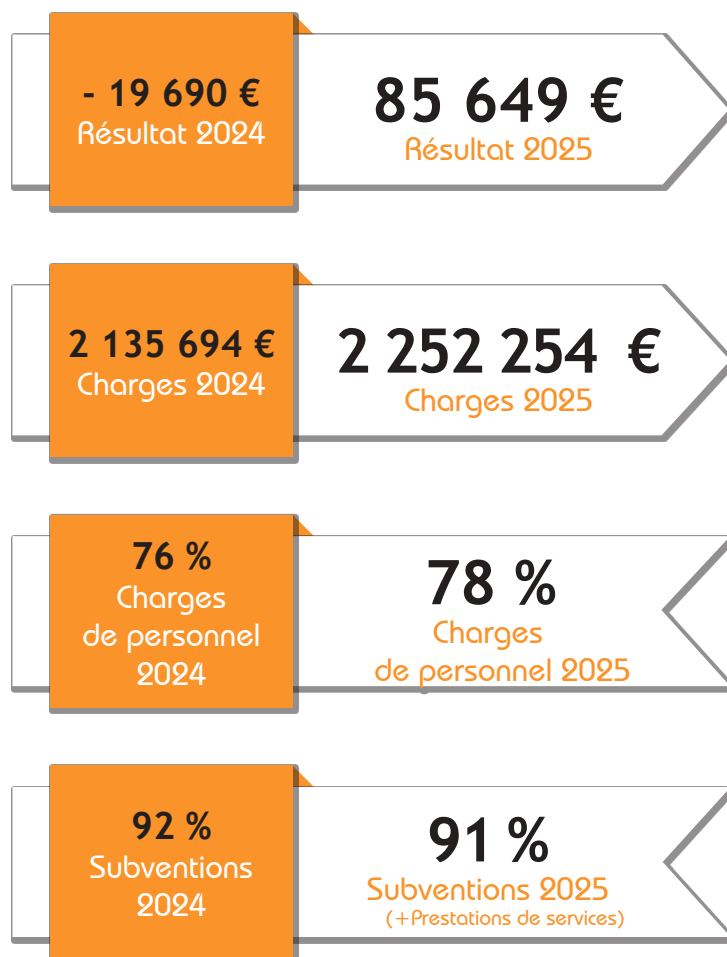 - 19 690 €
Résultat 2024
85 649 €
Résultat 2025
2 135 694 €
Charges 2024
2 252 254 €
Charges 2025
76 %
Charges
de personnel
2024
78 %
Charges
de personnel 2025
92 %
Subventions
2024
91 %
Subventions 2025
(+Prestations de services)